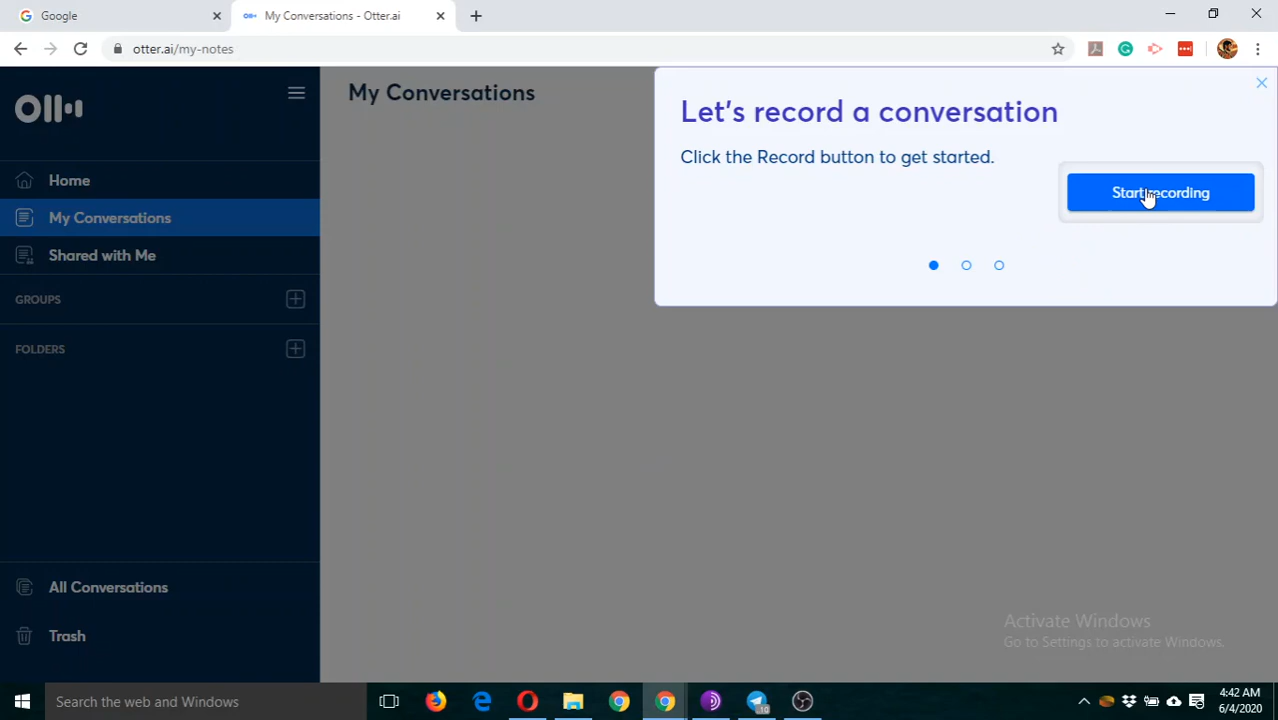 Google
My Conversations - Otter.ai
otter.ai/my-notes
My Conversations
Let's record a conversation
Click the Record button to get started.
Start recording
Home
My Conversations
Shared with Me
GROUPS
FOLDERS
All Conversations
Trash
Activate Windows
Go to Settings to activate Windows.
Search the web and Windows
4:42 AM
6/4/2020